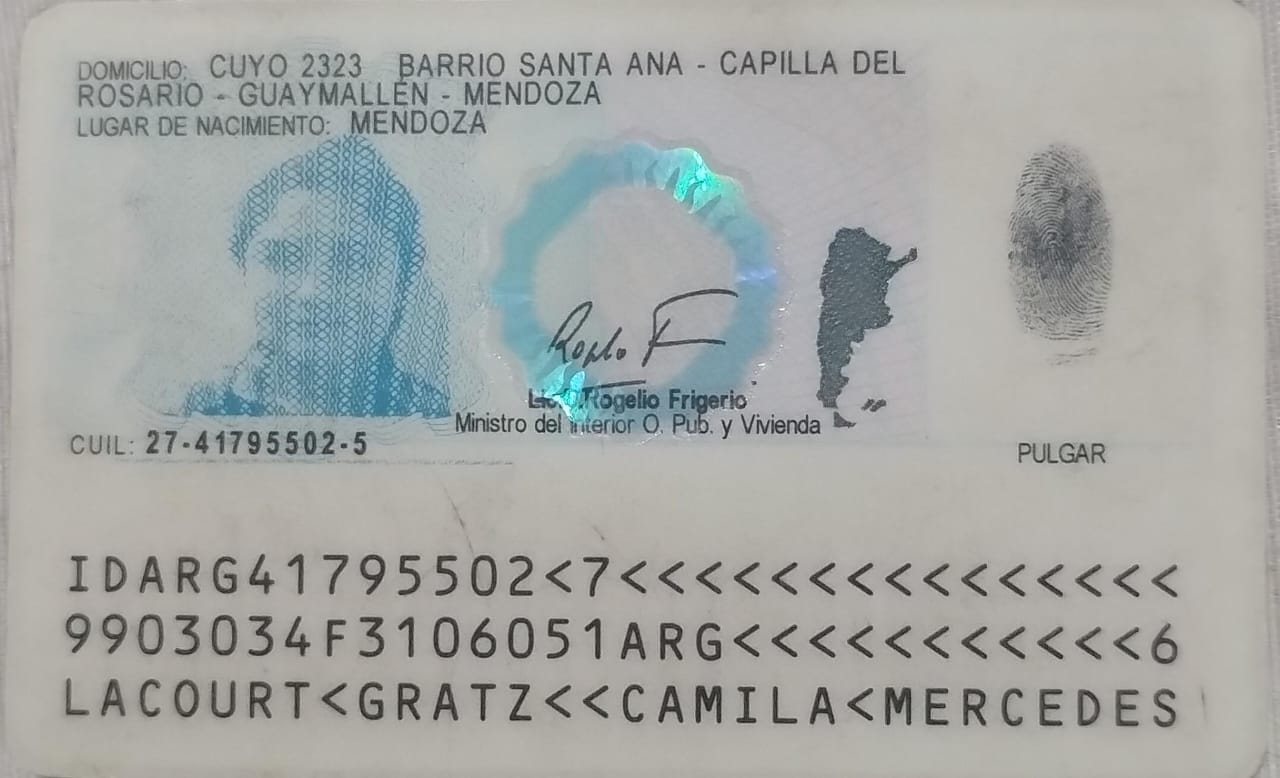 DOMICILIO: CUYO 2323 BARRIO SANTA ANA - CAPILLA DEL
ROSARIO - GUAYMALLÉN - MENDOZA
LUGAR DE NACIMIENTO: MENDOZA
Rogelio Frigerio
Ministro del Interior O. Pub. y Vivienda
CUIL: 27-41795502-5
PULGAR
IDARG41795502<7<<<<<<<<<<<<<<<
9903034F3106051ARG<<<<<<<<<<<6
LACOURT<GRATZ<<CAMILA<MERCEDES